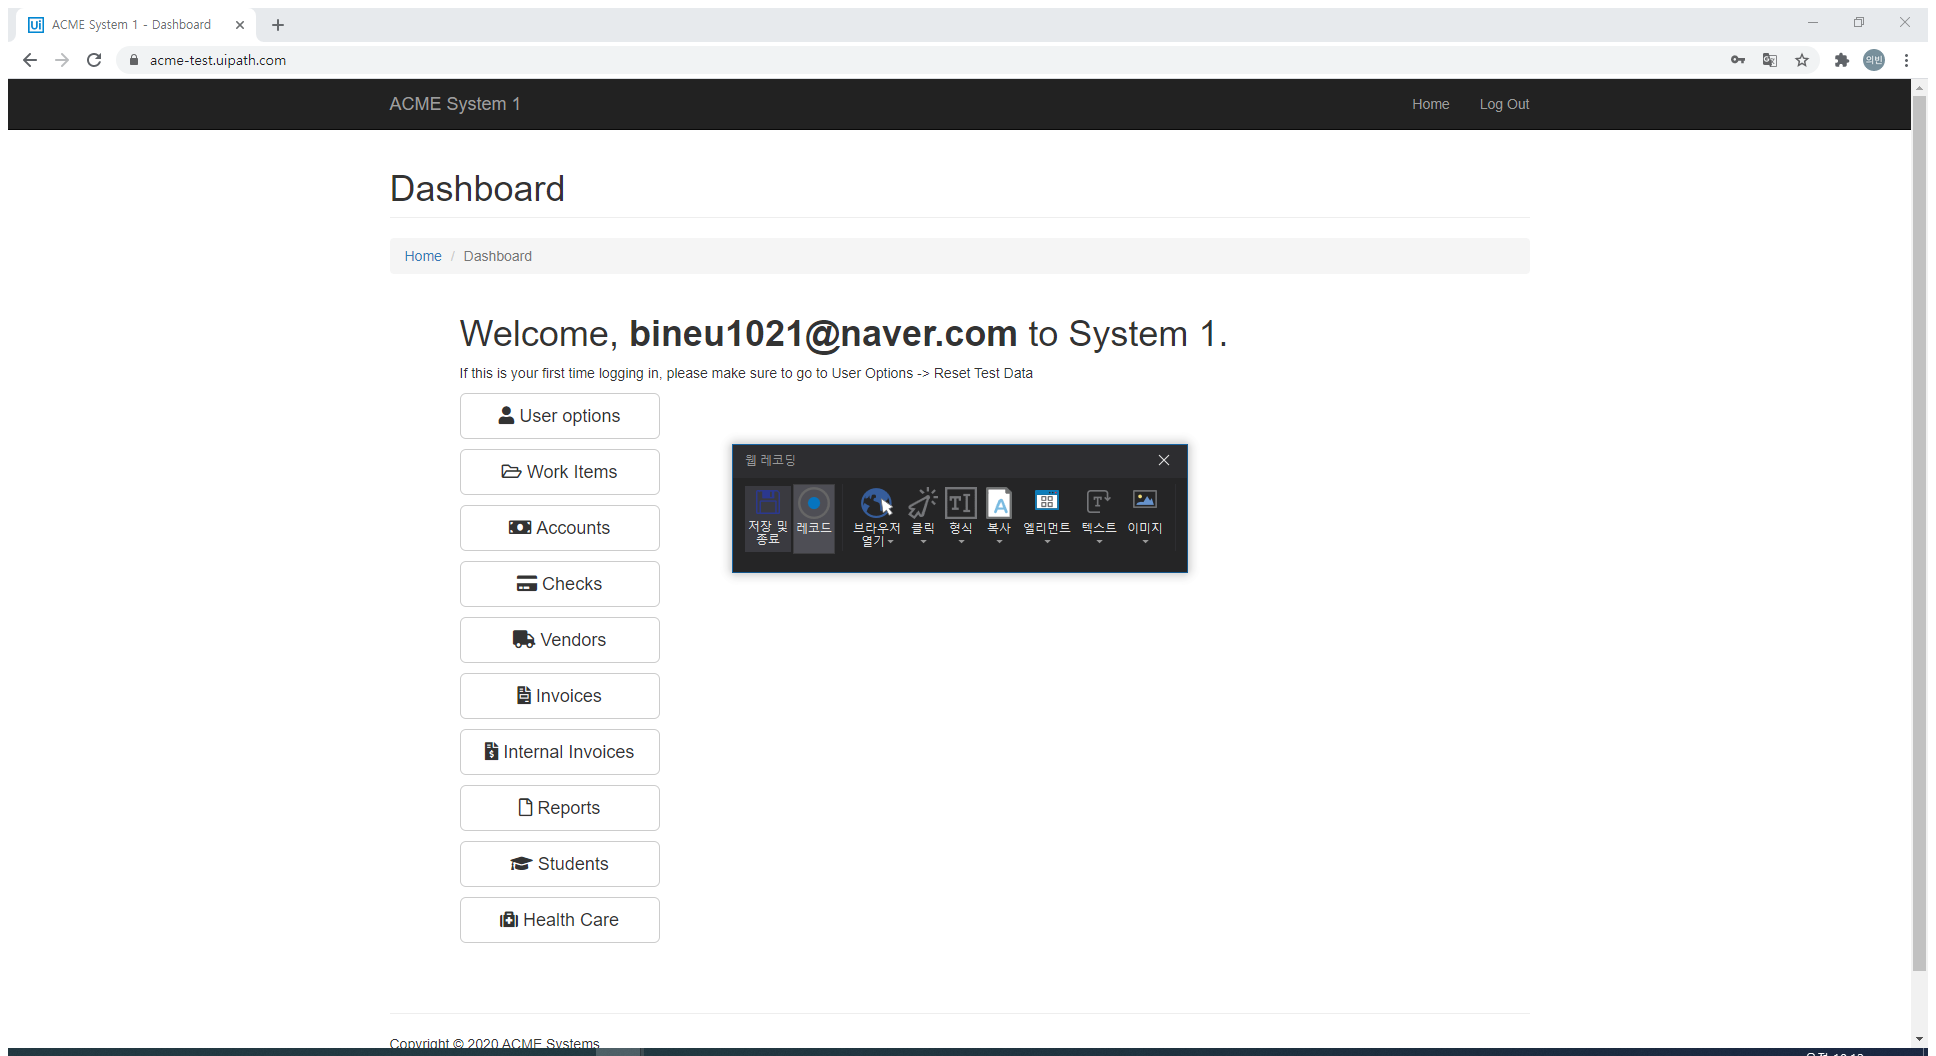 ACME System 1 - Dashboard
acme-test.uipath.com
의빈
ACME System 1
Home
Log Out
Dashboard
Home / Dashboard
Welcome, bineu1021@naver.com to System 1.
If this is your first time logging in, please make sure to go to User Options -> Reset Test Data
User options
Work Items
Accounts
Checks
Vendors
Invoices
Internal Invoices
Reports
Students
Health Care
웹 레코딩
저장 및
종료
레코드
브라우저
열기
클릭
형식
복사
엘리먼트
텍스트
이미지
Copyright © 2020 ACME Systems